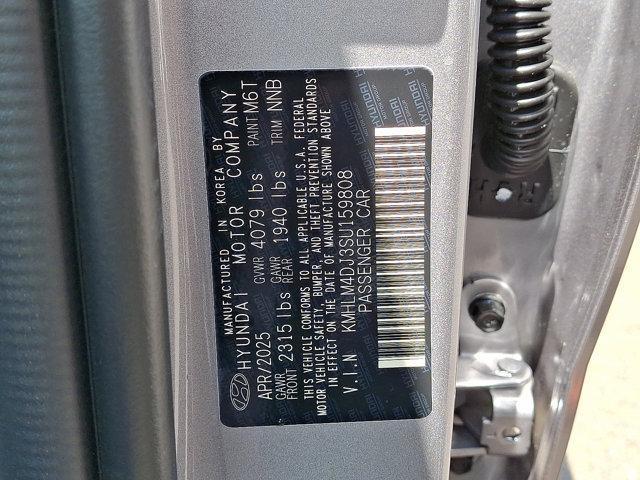 MANUFACTURED IN KOREA BY
HYUNDAI MOTOR COMPANY
APR/2025 GVWR 4079 lbs PAINT M6T
GAWR FRONT 2315 lbs GAWR REAR 1940 lbs TRIM NNB
THIS VEHICLE CONFORMS TO ALL APPLICABLE U.S.A. FEDERAL
MOTOR VEHICLE SAFETY, BUMPER, AND THEFT PREVENTION STANDARDS
IN EFFECT ON THE DATE OF MANUFACTURE SHOWN ABOVE
V.I.N KMHLM4DJ3SU159808
PASSENGER CAR